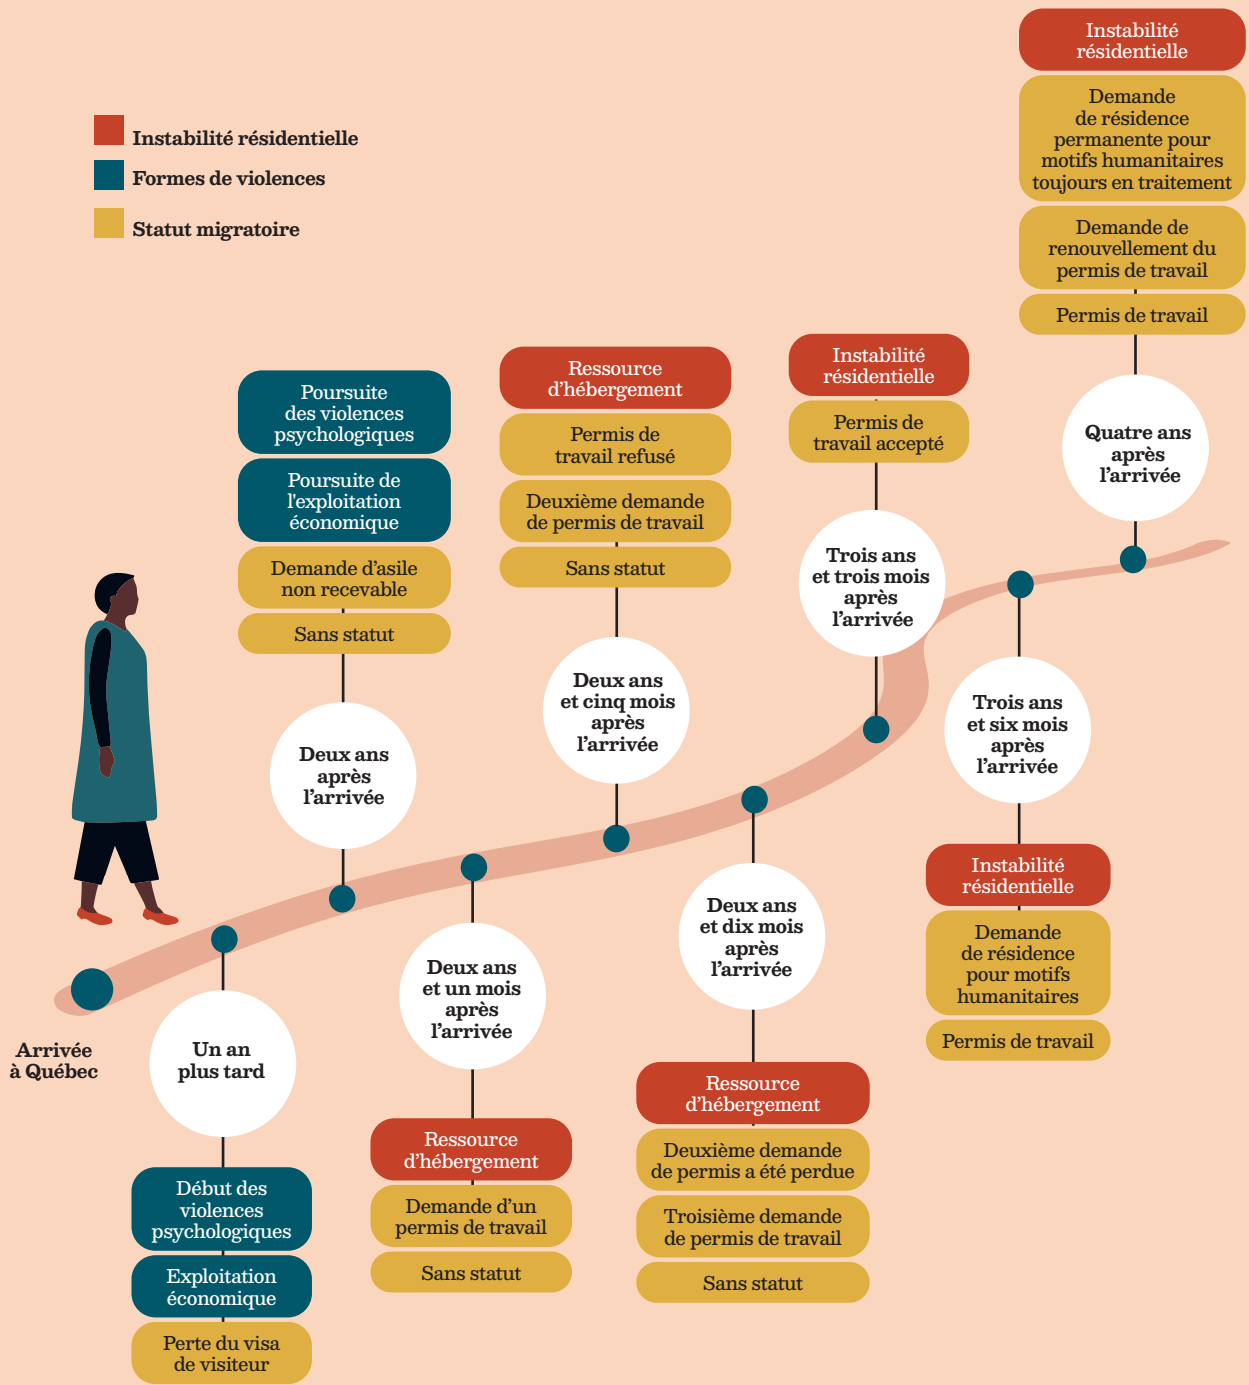 Instabilité résidentielle
Formes de violences
Statut migratoire
Arrivée
à Québec
Un an
plus tard
Début des
violences
psychologiques
Exploitation
économique
Perte du visa
de visiteur
Poursuite
des violences
psychologiques
Poursuite de
l'exploitation
économique
Demande d’asile
non recevable
Sans statut
Deux ans
après
l’arrivée
Deux ans
et un mois
après
l’arrivée
Ressource
d’hébergement
Demande d’un
permis de travail
Sans statut
Ressource
d’hébergement
Permis de
travail refusé
Deuxième demande
de permis de travail
Sans statut
Deux ans
et cinq mois
après
l’arrivée
Deux ans
et dix mois
après
l’arrivée
Ressource
d’hébergement
Deuxième demande
de permis a été perdue
Troisième demande
de permis de travail
Sans statut
Instabilité
résidentielle
Permis de
travail accepté
Trois ans
et trois mois
après
l’arrivée
Trois ans
et six mois
après
l’arrivée
Instabilité
résidentielle
Demande
de résidence
pour motifs
humanitaires
Permis de travail
Instabilité
résidentielle
Demande
de résidence
permanente pour
motifs humanitaires
toujours en traitement
Demande de
renouvellement du
permis de travail
Permis de travail
Quatre ans
après
l’arrivée